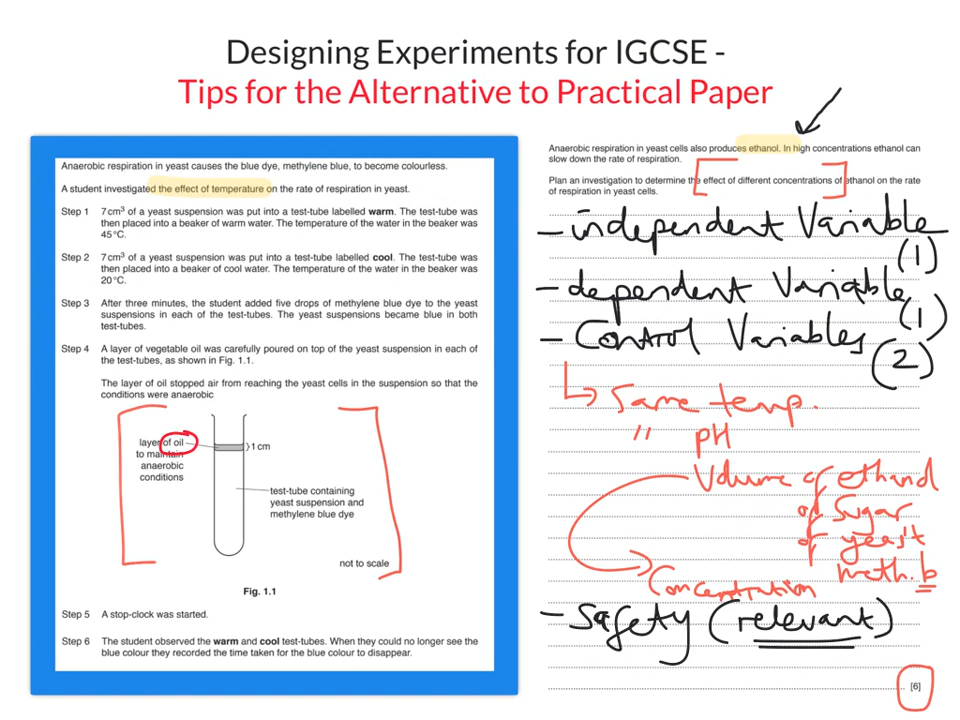 Designing Experiments for IGCSE -
Tips for the Alternative to Practical Paper
Anaerobic respiration in yeast causes the blue dye, methylene blue, to become colourless.
A student investigated the effect of temperature on the rate of respiration in yeast.
Step 1 7 cm³ of a yeast suspension was put into a test-tube labelled warm. The test-tube was
then placed into a beaker of warm water. The temperature of the water in the beaker was
45 °C.
Step 2 7 cm³ of a yeast suspension was put into a test-tube labelled cool. The test-tube was
then placed into a beaker of cool water. The temperature of the water in the beaker was
20 °C.
Step 3 After three minutes, the student added five drops of methylene blue dye to the yeast
suspensions in each of the test-tubes. The yeast suspensions became blue in both
test-tubes.
Step 4 A layer of vegetable oil was carefully poured on top of the yeast suspension in each of
the test-tubes, as shown in Fig. 1.1.
The layer of oil stopped air from reaching the yeast cells in the suspension so that the
conditions were anaerobic
layer of oil
to maintain
anaerobic
conditions
1 cm
test-tube containing
yeast suspension and
methylene blue dye
not to scale
Fig. 1.1
Step 5 A stop-clock was started.
Step 6 The student observed the warm and cool test-tubes. When they could no longer see the
blue colour they recorded the time taken for the blue colour to disappear.
Anaerobic respiration in yeast cells also produces ethanol. In high concentrations ethanol can
slow down the rate of respiration.
Plan an investigation to determine the effect of different concentrations of ethanol on the rate
of respiration in yeast cells.
- independent Variable
(1)
- dependent Variable
(1)
- Control Variables
(2)
Same temp.
" pH
Volume of ethanol
of Sugar
of yeast
meth. b
Concentration
- Safety (relevant)
[6]